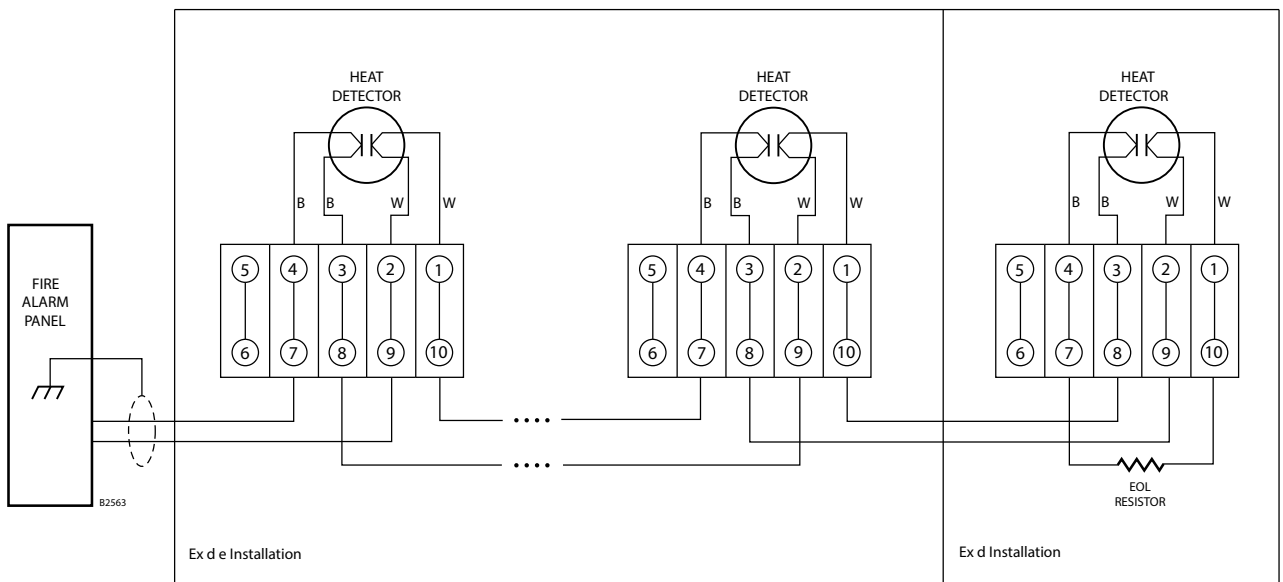 HEAT
DETECTOR
HEAT
DETECTOR
HEAT
DETECTOR
B B W W
B B W W
B B W W
5 4 3 2 1
5 4 3 2 1
5 4 3 2 1
FIRE
ALARM
PANEL
6 7 8 9 10
6 7 8 9 10
6 7 8 9 10
EOL
RESISTOR
B2563
Ex d e Installation
Ex d Installation